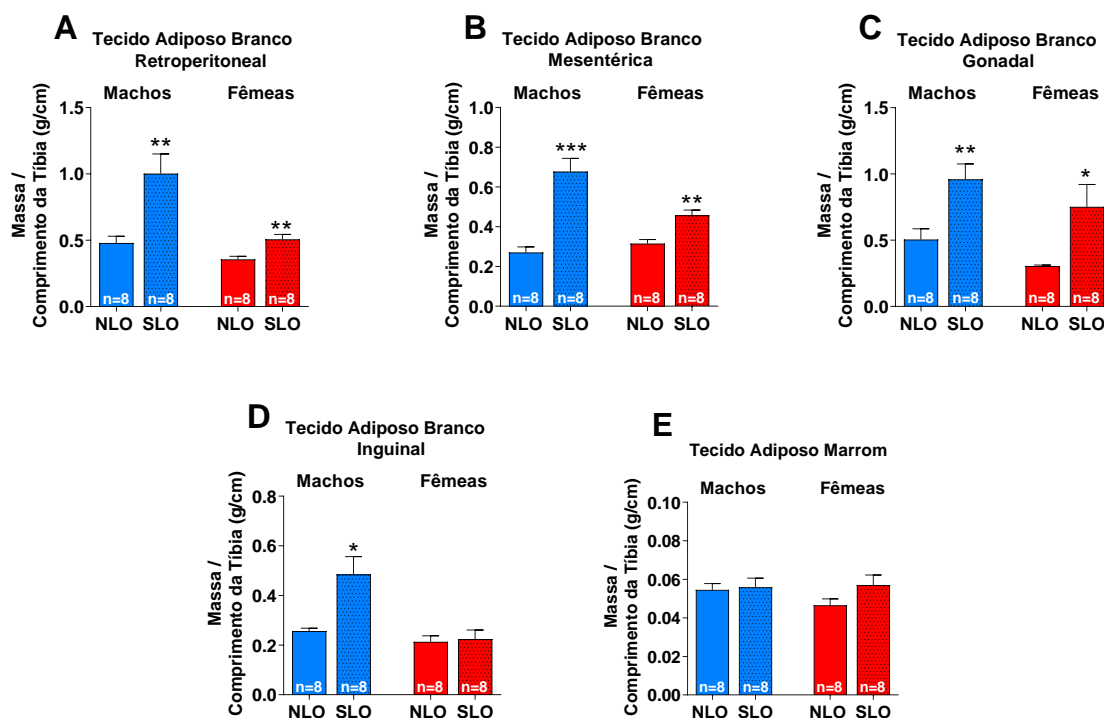 A
Tecido Adiposo Branco
Retroperitoneal
Machos
Fêmeas
Massa /
Comprimento da Tíbia (g/cm)
1.5
1.0
0.5
0.0
**
**
n=8
n=8
n=8
n=8
NLO
SLO
NLO
SLO
B
Tecido Adiposo Branco
Mesentérica
Machos
Fêmeas
Massa /
Comprimento da Tíbia (g/cm)
1.0
0.8
0.6
0.4
0.2
0.0
***
**
n=8
n=8
n=8
n=8
NLO
SLO
NLO
SLO
C
Tecido Adiposo Branco
Gonadal
Machos
Fêmeas
Massa /
Comprimento da Tíbia (g/cm)
1.5
1.0
0.5
0.0
**
*
n=8
n=8
n=8
n=8
NLO
SLO
NLO
SLO
D
Tecido Adiposo Branco
Inguinal
Machos
Fêmeas
Massa /
Comprimento da Tíbia (g/cm)
0.8
0.6
0.4
0.2
0.0
*
n=8
n=8
n=8
n=8
NLO
SLO
NLO
SLO
E
Tecido Adiposo Marrom
Machos
Fêmeas
Massa /
Comprimento da Tíbia (g/cm)
0.10
0.08
0.06
0.04
0.02
0.00
n=8
n=8
n=8
n=8
NLO
SLO
NLO
SLO